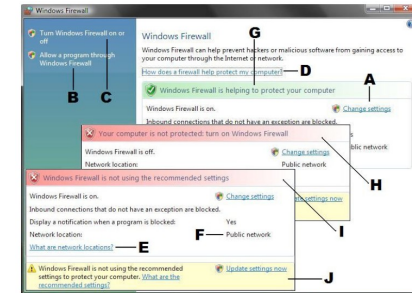 Windows Firewall
Turn Windows Firewall on or
off
Allow a program through
Windows Firewall
B
C
G
Windows Firewall
Windows Firewall can help prevent hackers or malicious software from gaining access to
your computer through the Internet or network.
How does a firewall help protect my computer?
D
A
Windows Firewall is helping to protect your computer
Windows Firewall is on.
Change settings
Inbound connections that do not have an exception are blocked.
s
blic network
Your computer is not protected: turn on Windows Firewall
Windows Firewall is off.
Change settings
Network location:
Public network
H
ate settings now
Windows Firewall is not using the recommended settings
I
Windows Firewall is on.
Change settings
Inbound connections that do not have an exception are blocked.
Display a notification when a program is blocked:
Yes
Network location:
F
Public network
What are network locations?
E
Windows Firewall is not using the recommended
settings to protect your computer. What are the
recommended settings?
Update settings now
J